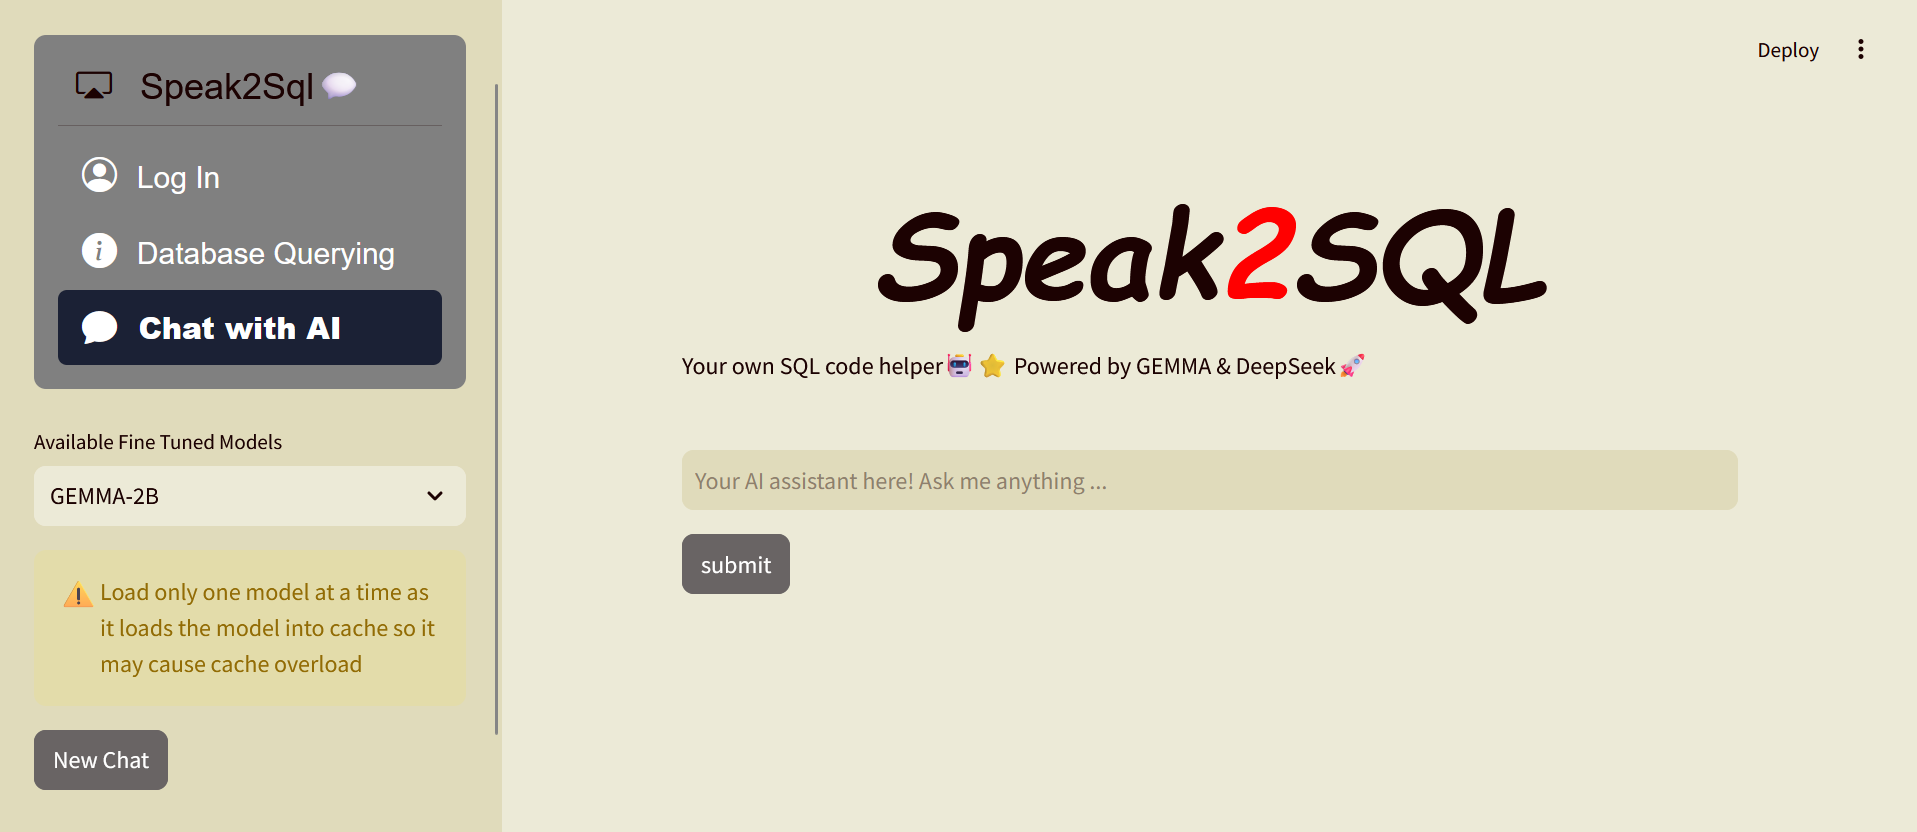 Speak2Sql
Log In
Database Querying
Chat with AI
Available Fine Tuned Models
GEMMA-2B
Load only one model at a time as
it loads the model into cache so it
may cause cache overload
New Chat
Deploy
Speak2SQL
Your own SQL code helper🤖 ⭐ Powered by GEMMA & DeepSeek🚀
Your AI assistant here! Ask me anything ...
submit